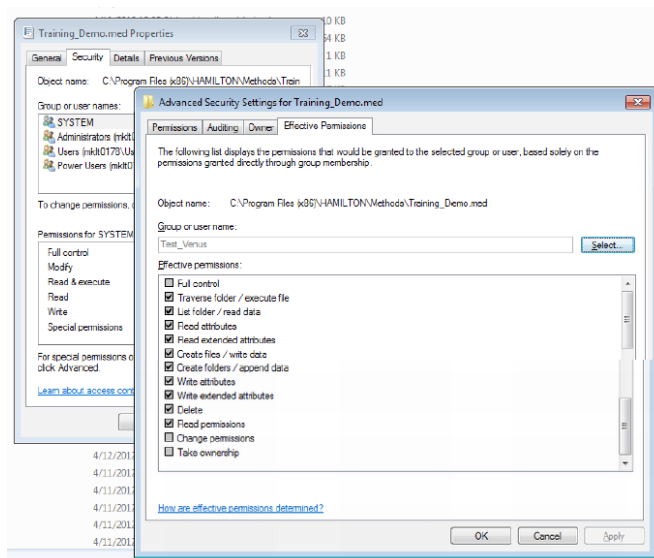 10 KB
54 KB
1 KB
11 KB
Training_Demo.med Properties
General Security Details Previous Versions
Object name: C:\Program Files (x86)\HAMILTON\Methods\Train
Group or user names:
SYSTEM
Administrators (mklt0
Users (mklt0178\Us
Power Users (mklt0
To change permissions,
Permissions for SYSTEM
Full control
Modify
Read & execute
Read
Write
Special permissions
For special permissions o
click Advanced.
Learn about access cont
4/12/2012
4/11/2012
4/11/2012
4/11/2012
4/11/2012
4/11/2012
Advanced Security Settings for Training_Demo.med
Permissions Auditing Owner Effective Permissions
The following list displays the permissions that would be granted to the selected group or user, based solely on the
permissions granted directly through group membership.
Object name: C:\Program Files (x86)\HAMILTON\Methods\Training_Demo.med
Group or user name:
Test_Venus
Select...
Effective permissions:
Full control
Traverse folder / execute file
List folder / read data
Read attributes
Read extended attributes
Create files / write data
Create folders / append data
Write attributes
Write extended attributes
Delete
Read permissions
Change permissions
Take ownership
How are effective permissions determined?
OK Cancel Apply